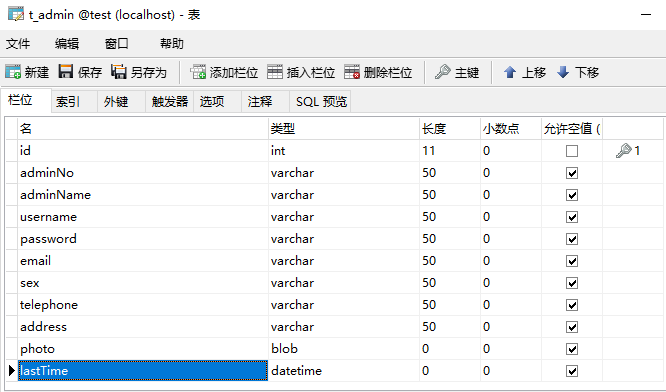 t_admin @test (localhost) - 表
文件 编辑 窗口 帮助
新建 保存 另存为 添加栏位 插入栏位 删除栏位 主键 上移 下移
栏位 索引 外键 触发器 选项 注释 SQL 预览
名 类型 长度 小数点 允许空值 (
id int 11 0 1
adminNo varchar 50 0
adminName varchar 50 0
username varchar 50 0
password varchar 50 0
email varchar 50 0
sex varchar 50 0
telephone varchar 50 0
address varchar 50 0
photo blob 0 0
lastTime datetime 0 0